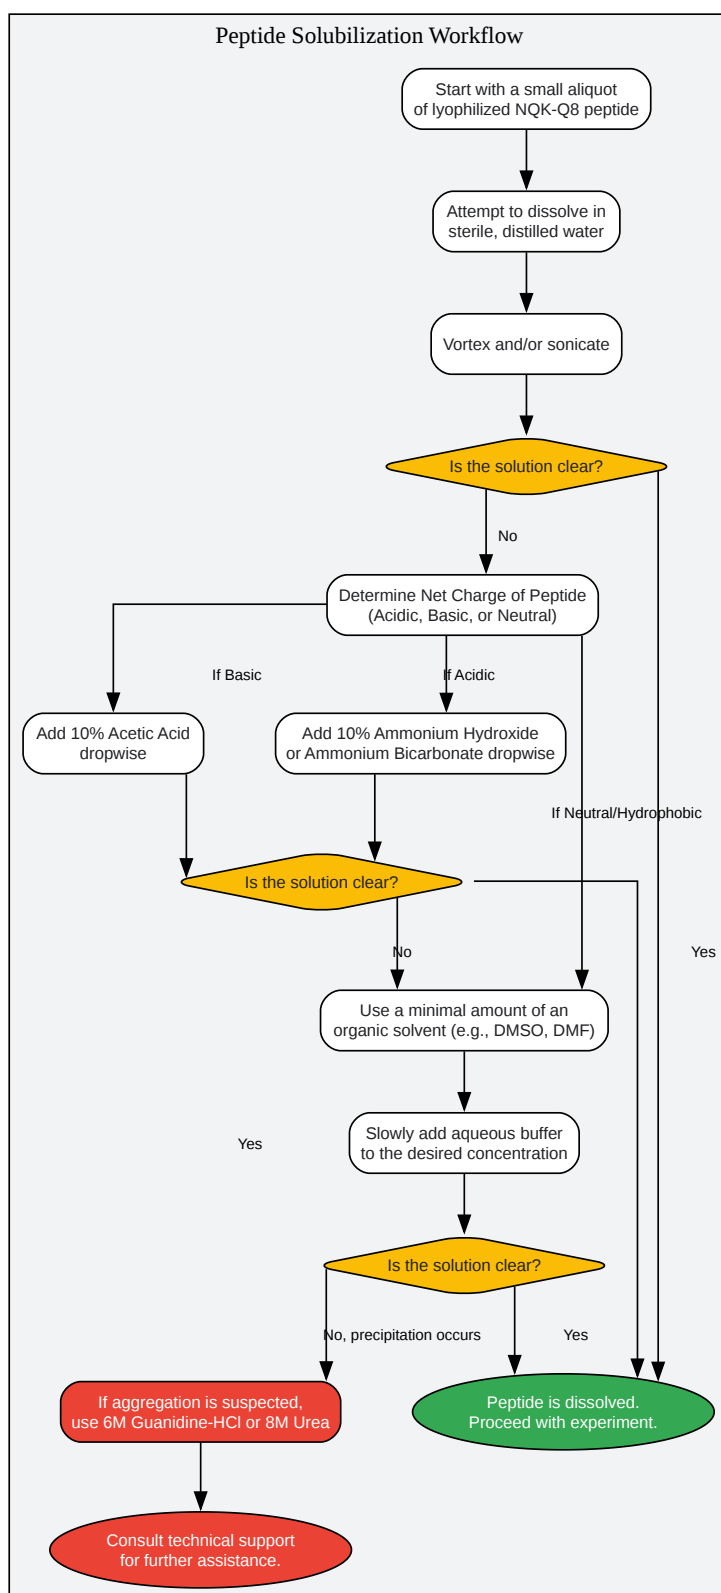 Peptide Solubilization Workflow
Start with a small aliquot
of lyophilized NQK-Q8 peptide
Attempt to dissolve in
sterile, distilled water
Vortex and/or sonicate
Is the solution clear?
No
Determine Net Charge of Peptide
(Acidic, Basic, or Neutral)
If Basic
If Acidic
Add 10% Acetic Acid
dropwise
Add 10% Ammonium Hydroxide
or Ammonium Bicarbonate dropwise
If Neutral/Hydrophobic
Is the solution clear?
No
Yes
Use a minimal amount of an
organic solvent (e.g., DMSO, DMF)
Yes
Slowly add aqueous buffer
to the desired concentration
Is the solution clear?
No, precipitation occurs
Yes
If aggregation is suspected,
use 6M Guanidine-HCl or 8M Urea
Peptide is dissolved.
Proceed with experiment.
Consult technical support
for further assistance.